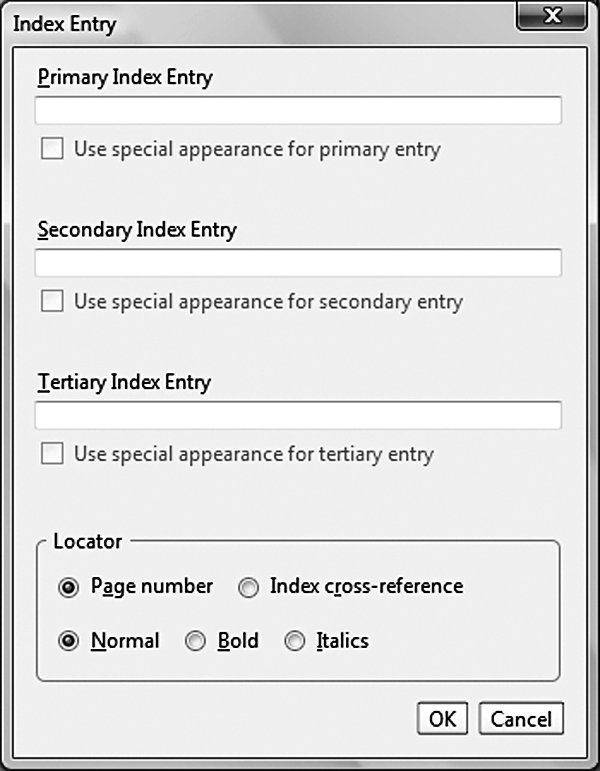 Index Entry
Primary Index Entry
Use special appearance for primary entry
Secondary Index Entry
Use special appearance for secondary entry
Tertiary Index Entry
Use special appearance for tertiary entry
Locator
Page number Index cross-reference
Normal Bold Italics
OK Cancel